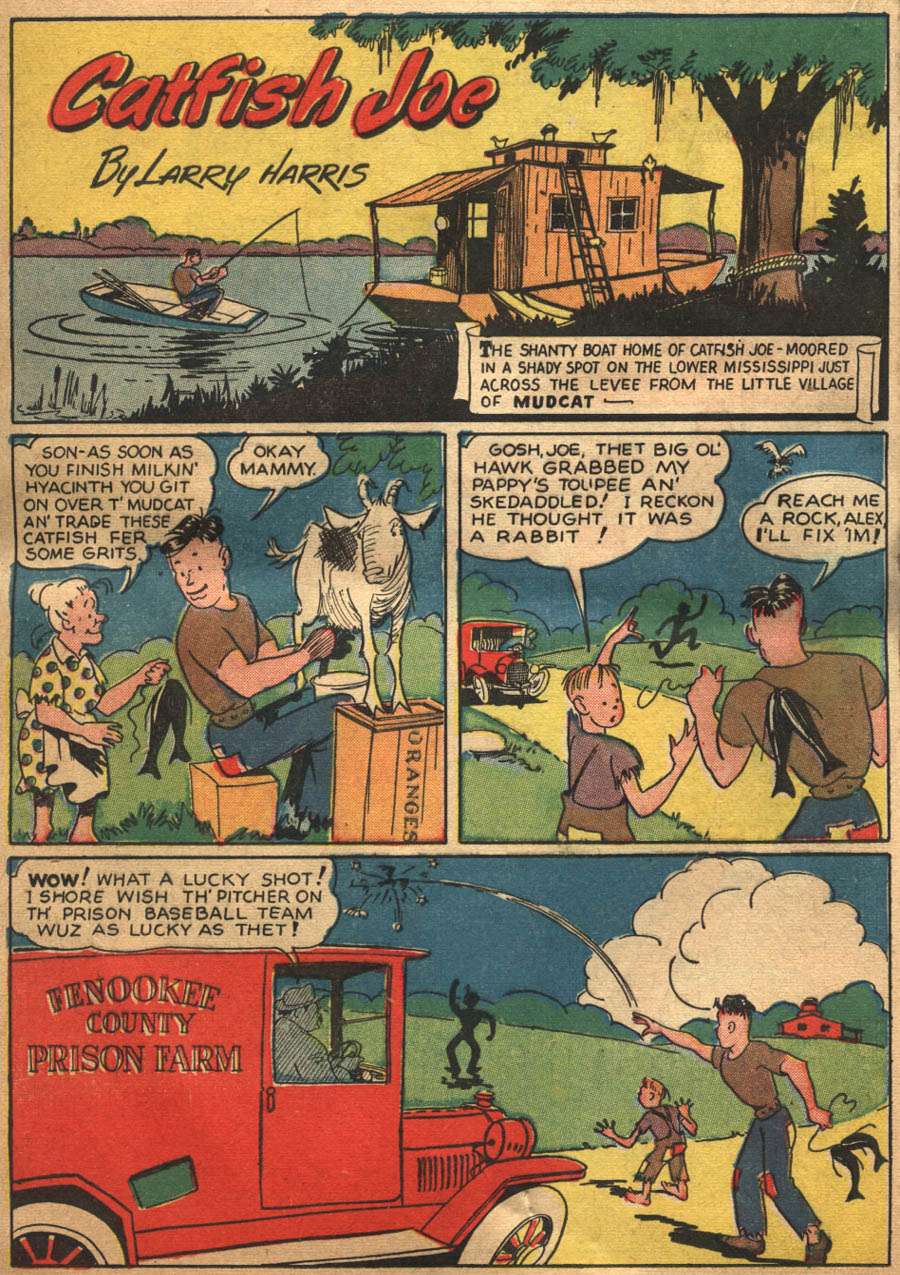 Catfish Joe
By LARRY HARRIS
THE SHANTY BOAT HOME OF CATFISH JOE - MOORED
IN A SHADY SPOT ON THE LOWER MISSISSIPPI JUST
ACROSS THE LEVEE FROM THE LITTLE VILLAGE
OF MUDCAT —
SON-AS SOON AS
YOU FINISH MILKIN'
HYACINTH YOU GIT
ON OVER T' MUDCAT
AN' TRADE THESE
CATFISH FER
SOME GRITS.
OKAY
MAMMY.
ORANGES
GOSH, JOE, THET BIG OL'
HAWK GRABBED MY
PAPPY'S TOUPEE AN'
SKEDADDLED! I RECKON
HE THOUGHT IT WAS
A RABBIT!
REACH ME
A ROCK, ALEX,
I'LL FIX 'IM!
WOW! WHAT A LUCKY SHOT!
I SHORE WISH TH' PITCHER ON
TH' PRISON BASEBALL TEAM
WUZ AS LUCKY AS THET!
FENOOKEE
COUNTY
PRISON FARM